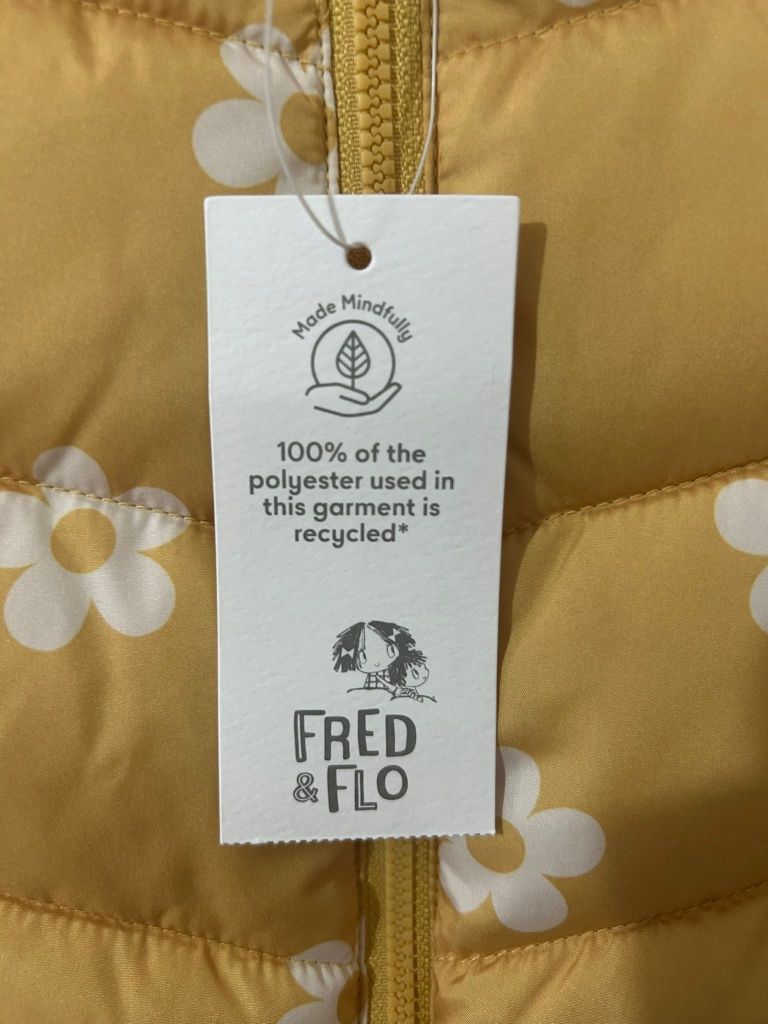 Made Mindfully
100% of the
polyester used in
this garment is
recycled*
FRED
& FLO